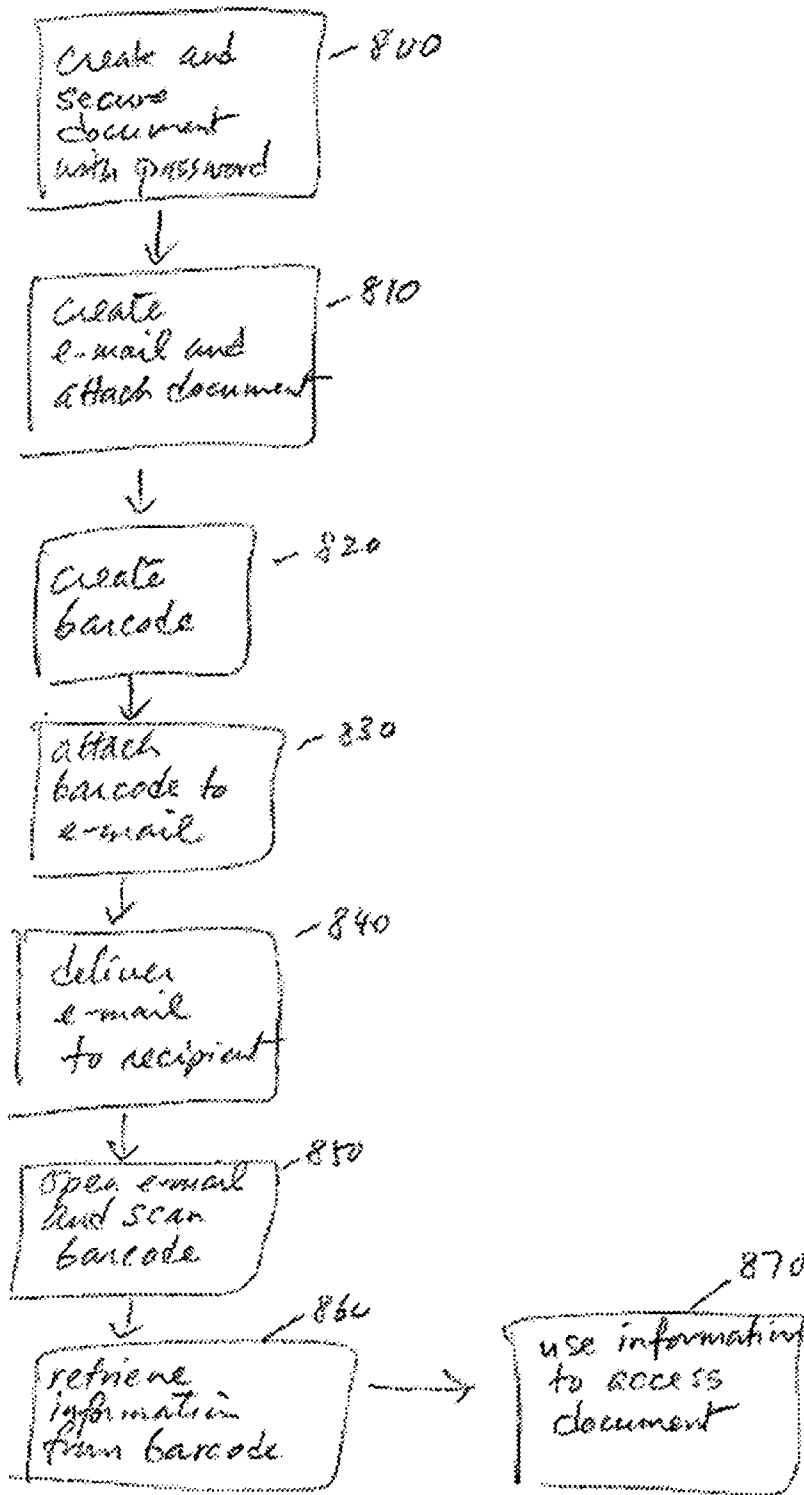 create and
secure
document
with password
800
create
e-mail and
attach document
810
create
barcode
820
attach
barcode to
e-mail
830
deliver
e-mail
to recipient
840
open e-mail
and scan
barcode
850
retrieve
information
from barcode
860
use information
to access
document
870